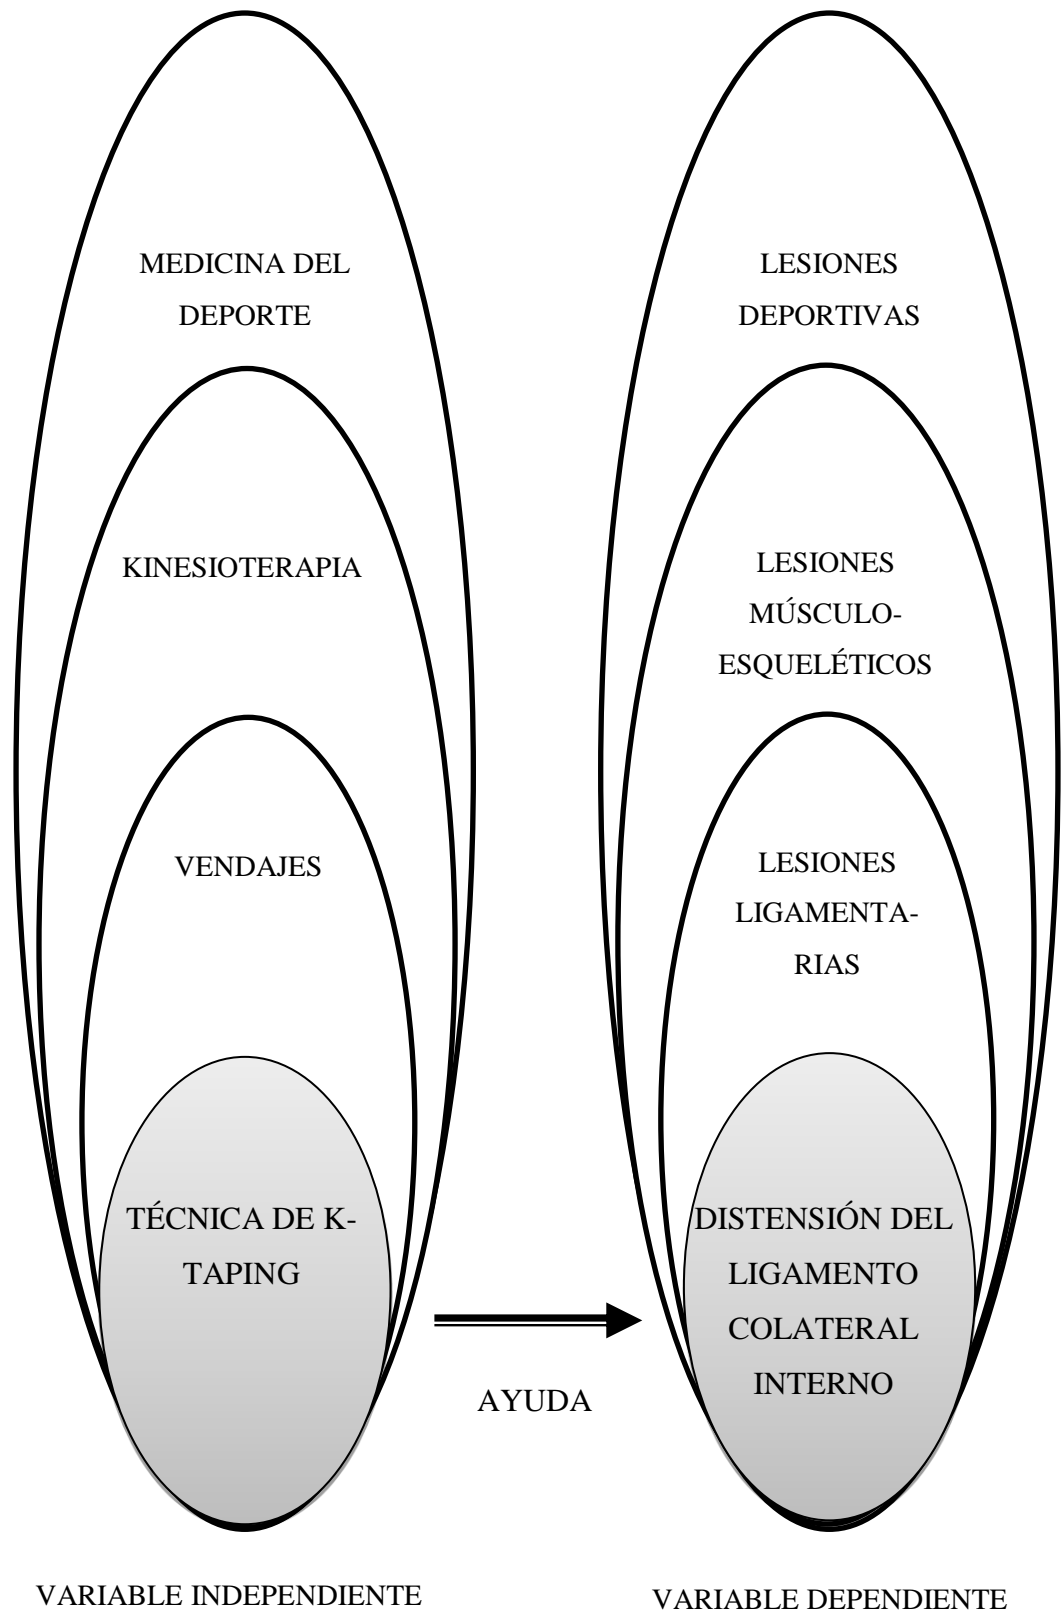 MEDICINA DEL
DEPORTE
KINESIOTERAPIA
VENDAJES
TÉCNICA DE K-
TAPING
VARIABLE INDEPENDIENTE
AYUDA
LESIONES
DEPORTIVAS
LESIONES
MÚSCULO-
ESQUELÉTICOS
LESIONES
LIGAMENTA-
RIAS
DISTENSIÓN DEL
LIGAMENTO
COLATERAL
INTERNO
VARIABLE DEPENDIENTE